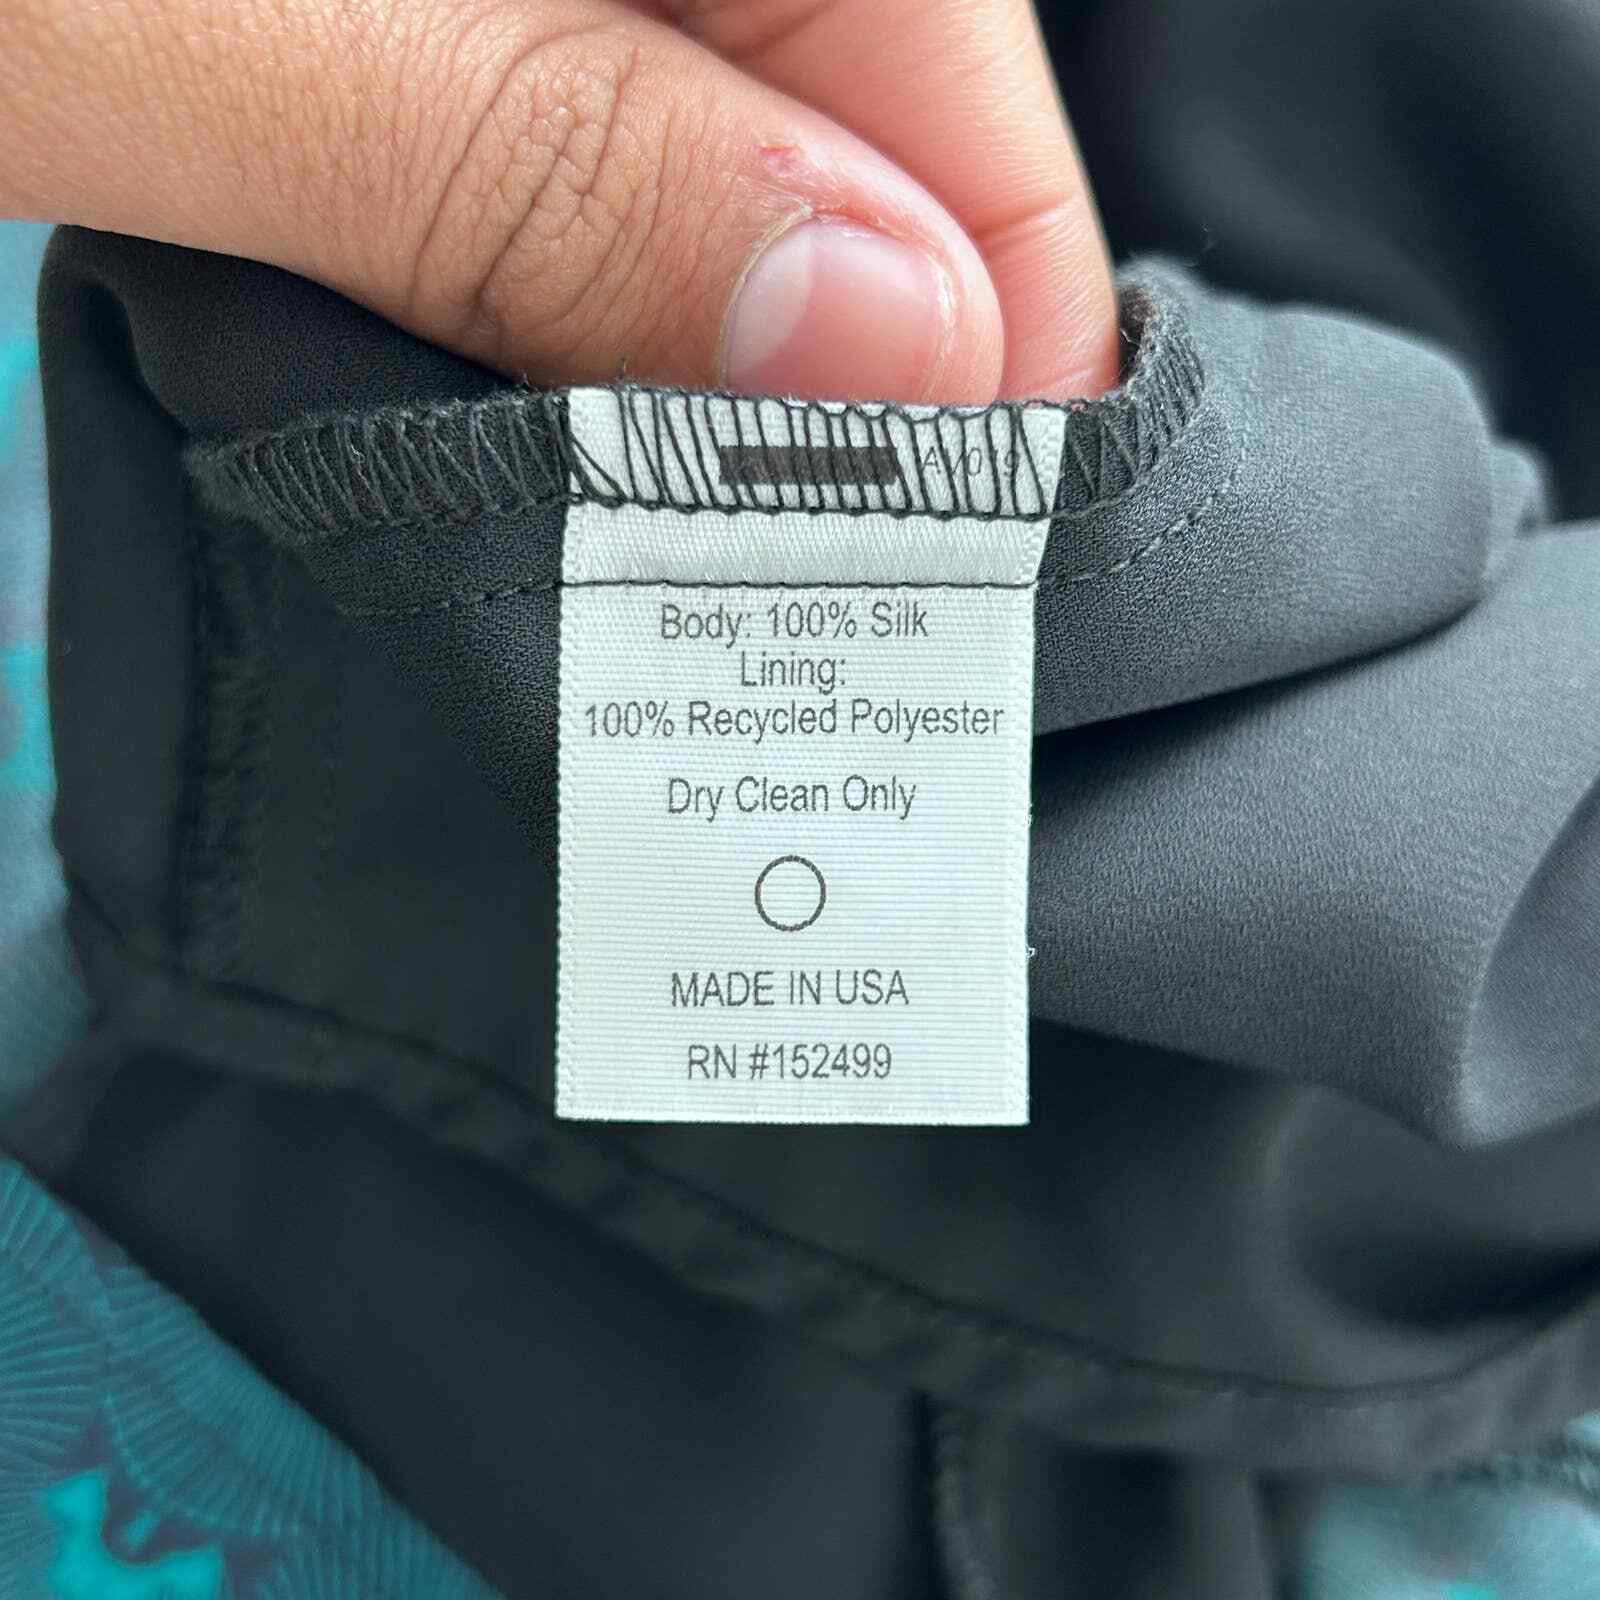 Body: 100% Silk
Lining:
100% Recycled Polyester
Dry Clean Only
MADE IN USA
RN #152499